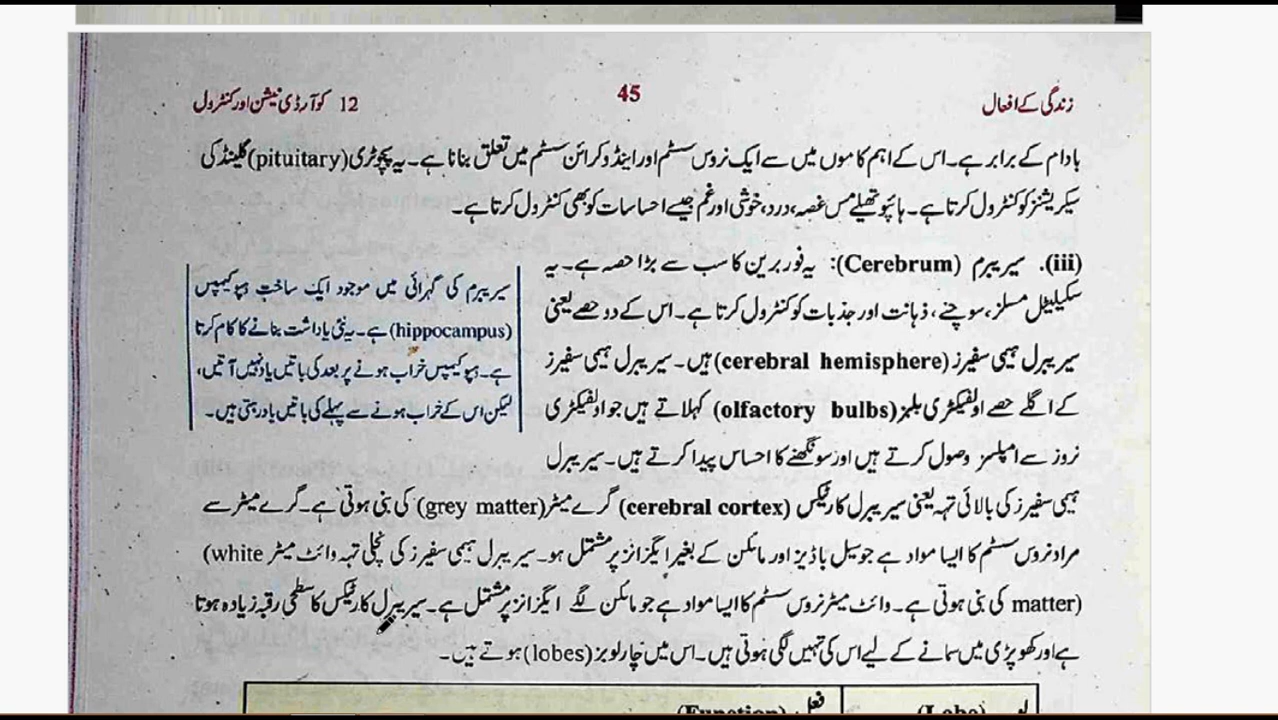 زندگی کے افعال
45
12 کوآرڈی نیشن اور کنٹرول
بادام کے برابر ہے۔ اس کے اہم کاموں میں سے ایک نروس سسٹم اور اینڈوکرائن سسٹم میں تعلق بنانا ہے۔ یہ پچوٹری (pituitary) گلینڈ کی
سیکریشنز کو کنٹرول کرتا ہے۔ ہائپوتھیلے مس غصہ، درد، خوشی اور غم جیسے احساسات کو بھی کنٹرول کرتا ہے۔
(iii). سیریبرم (Cerebrum): یہ فور برین کا سب سے بڑا حصہ ہے۔ یہ
سکیلیٹل مسلز، سوچنے، ذہانت اور جذبات کو کنٹرول کرتا ہے۔ اس کے دو حصے یعنی
سیریبرل ہیمی سفیرز (cerebral hemisphere) ہیں۔ سیریبرل ہیمی سفیرز
کے اگلے حصے اولفیکٹری بلبز (olfactory bulbs) کہلاتے ہیں جو اولفیکٹری
نروز سے امپلسز وصول کرتے ہیں اور سونگھنے کا احساس پیدا کرتے ہیں۔ سیریبرل
سیریبرم کی گہرائی میں موجود ایک ساخت ہپوکیمپس
(hippocampus) ہے۔ یہ نئی یاداشت بنانے کا کام کرتا
ہے۔ ہپوکیمپس خراب ہونے پر بعد کی باتیں یاد نہیں آتیں،
لیکن اس کے خراب ہونے سے پہلے کی باتیں یاد رہتی ہیں۔
ہیمی سفیرز کی بالائی تہہ یعنی سیریبرل کارٹیکس (cerebral cortex) گرے میٹر (grey matter) کی بنی ہوتی ہے۔ گرے میٹر سے
مراد نروس سسٹم کا ایسا مواد ہے جو سیل باڈیز اور مائلن کے بغیر ایگزانز پر مشتمل ہو۔ سیریبرل ہیمی سفیرز کی نچلی تہہ وائٹ میٹر (white
matter) کی بنی ہوتی ہے۔ وائٹ میٹر نروس سسٹم کا ایسا مواد ہے جو مائلن لگے ایگزانز پر مشتمل ہے۔ سیریبرل کارٹیکس کا سطحی رقبہ زیادہ ہوتا
ہے اور کھوپڑی میں سمانے کے لیے اس کی تہیں لگی ہوتی ہیں۔ اس میں چار لوبز (lobes) ہوتے ہیں۔
لوب (Lobe) فعل (Function)